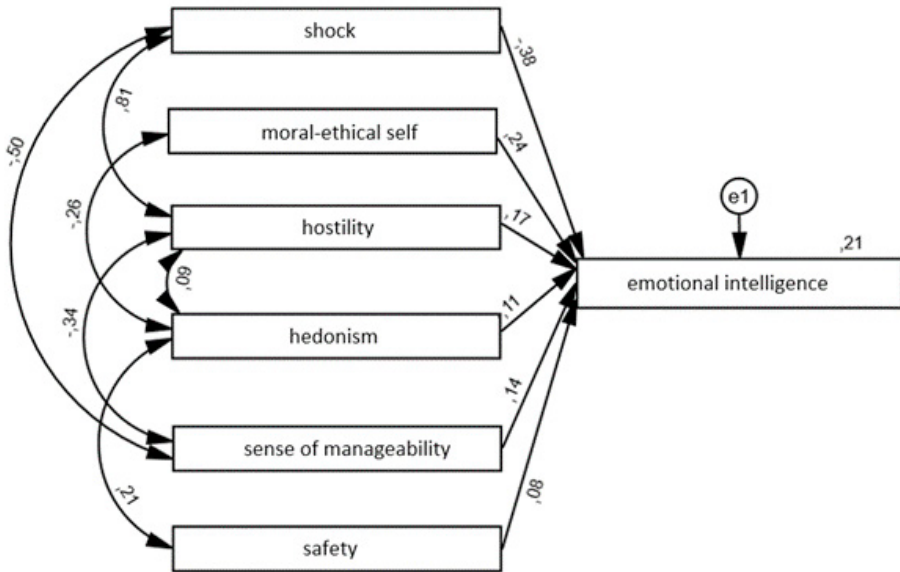 shock
-,38
,81
-,50
moral-ethical self
,24
-,26
hostility
,17
e1
,21
emotional intelligence
,09
-,34
hedonism
,11
,14
sense of manageability
,21
,08
safety